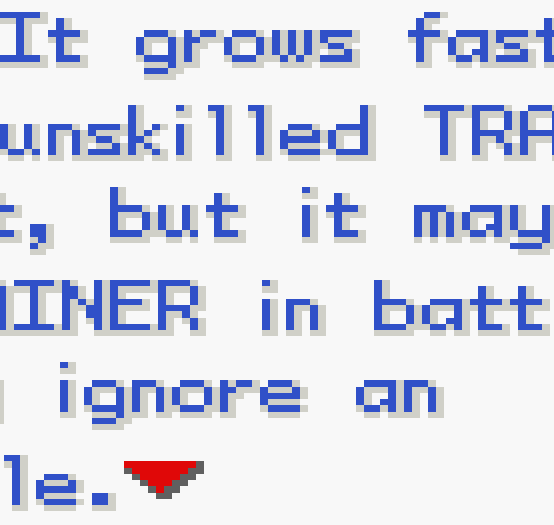 It grows fast
unskilled TRA
t, but it may
INER in batt
ignore an
le.